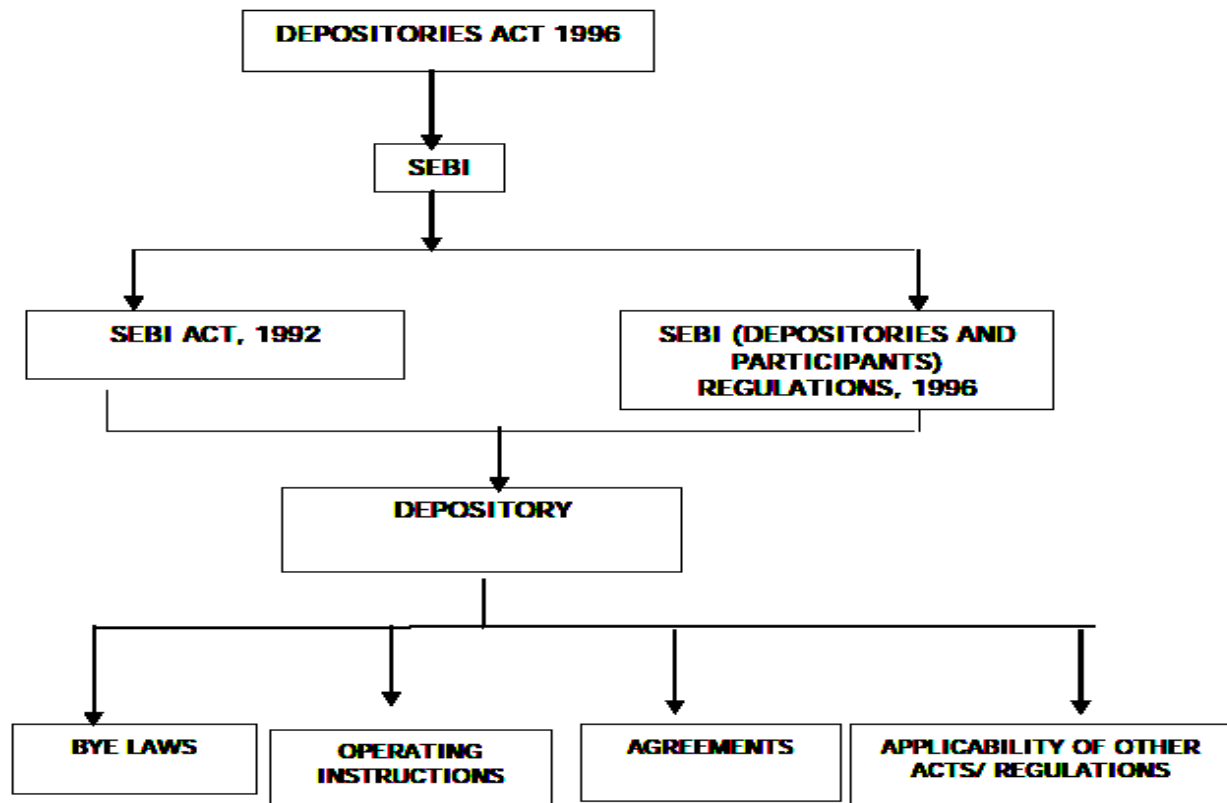 DEPOSITORIES ACT 1996
SEBI
SEBI ACT, 1992
SEBI (DEPOSITORIES AND
PARTICIPANTS)
REGULATIONS, 1996
DEPOSITORY
BYE LAWS
OPERATING
INSTRUCTIONS
AGREEMENTS
APPLICABILITY OF OTHER
ACTS/ REGULATIONS